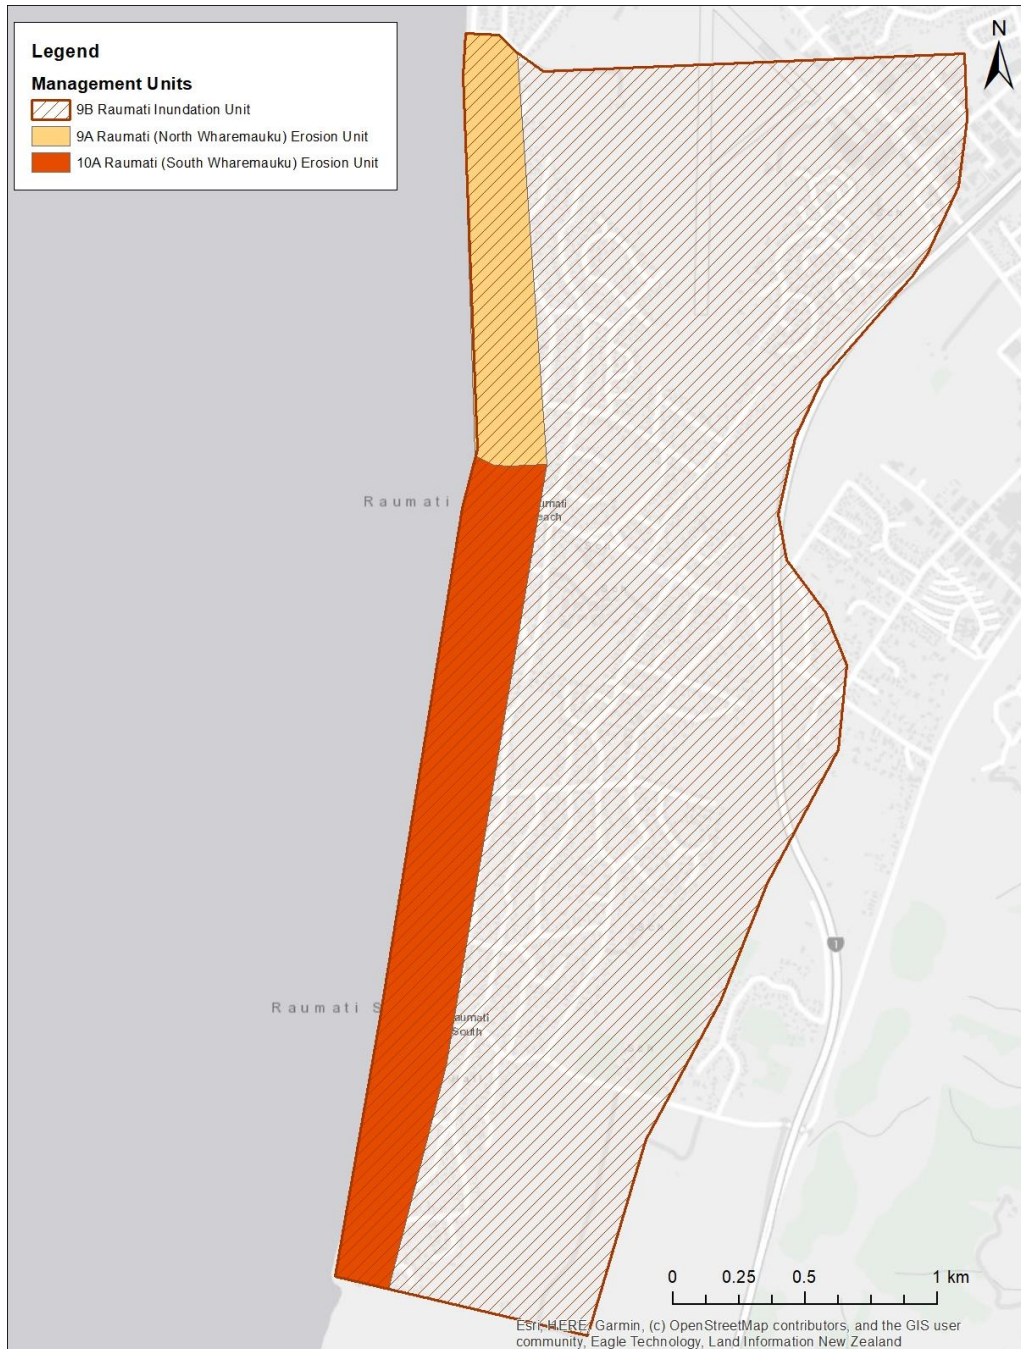 Legend
Management Units
9B Raumati Inundation Unit
9A Raumati (North Wharemauku) Erosion Unit
10A Raumati (South Wharemauku) Erosion Unit
N
Raumati
Raumati S
South
1
0 0.25 0.5 1 km
Esri, HERE, Garmin, (c) OpenStreetMap contributors, and the GIS user
community, Eagle Technology, Land Information New Zealand